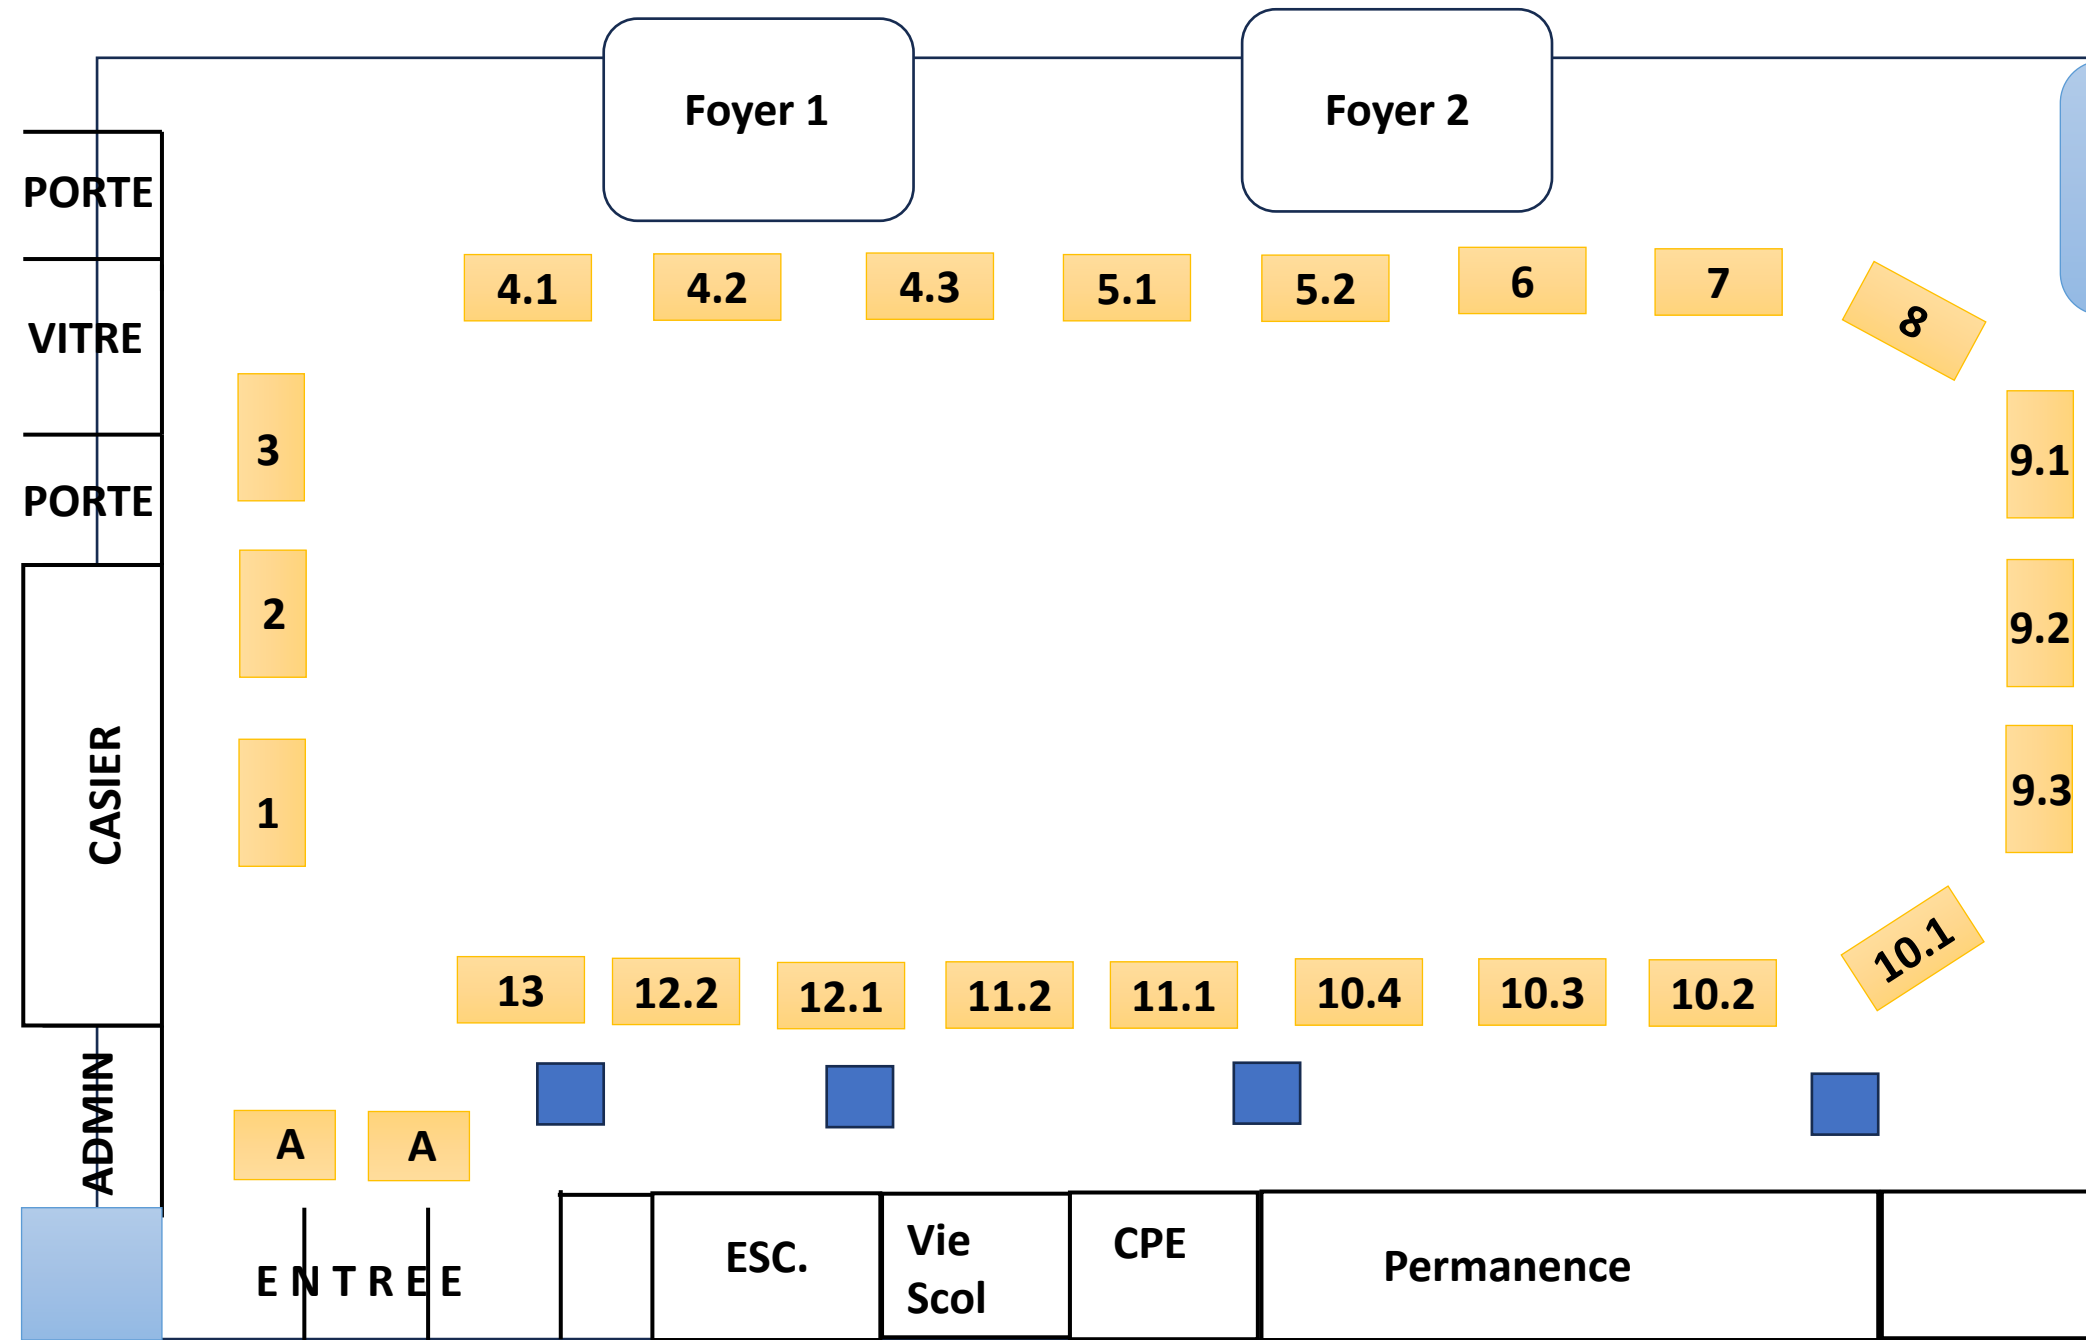 Foyer 1
Foyer 2
PORTE
VITRE
PORTE
CASIER
ADMIN
4.1
4.2
4.3
5.1
5.2
6
7
8
3
2
1
9.1
9.2
9.3
10.1
13
12.2
12.1
11.2
11.1
10.4
10.3
10.2
A
A
ENTREE
ESC.
Vie
Scol
CPE
Permanence